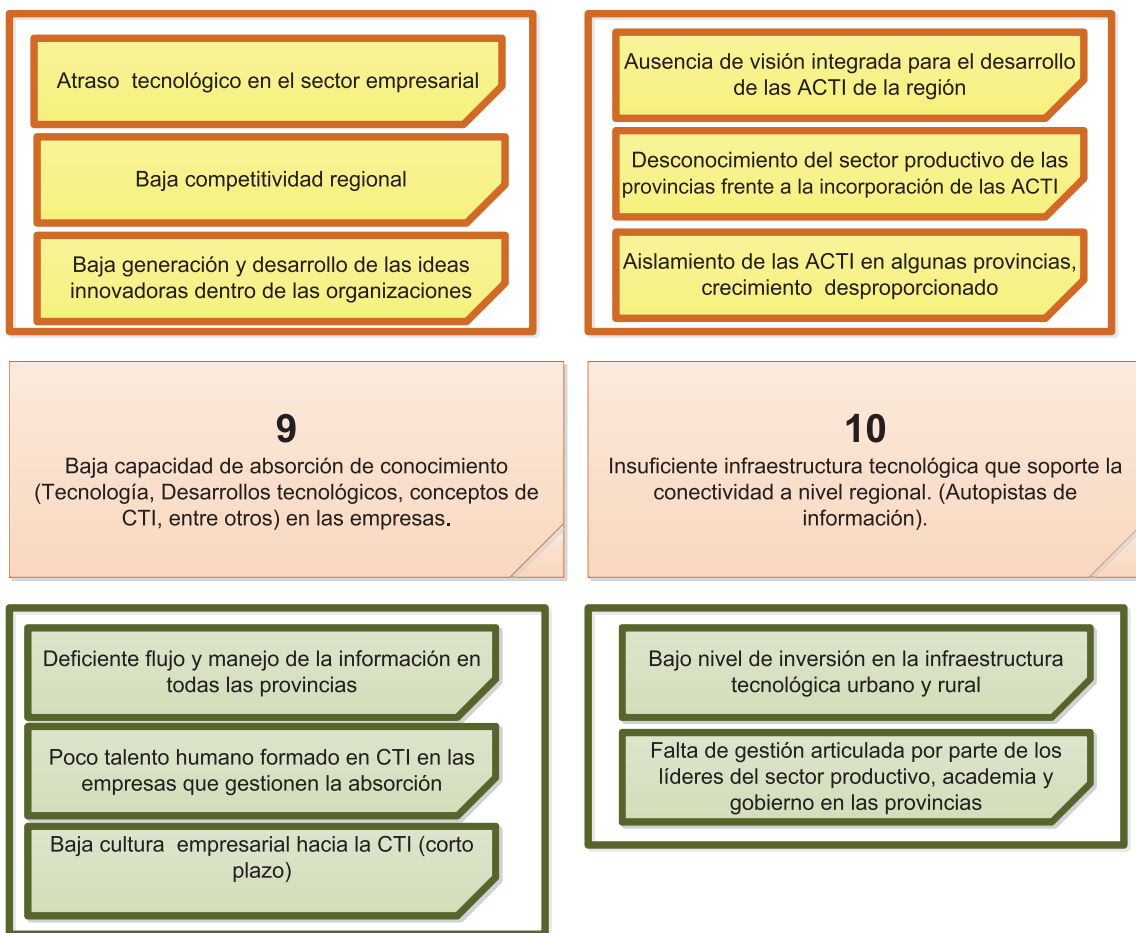 Atraso tecnológico en el sector empresarial
Baja competitividad regional
Baja generación y desarrollo de las ideas
innovadoras dentro de las organizaciones
Ausencia de visión integrada para el desarrollo
de las ACTI de la región
Desconocimiento del sector productivo de las
provincias frente a la incorporación de las ACTI
Aislamiento de las ACTI en algunas provincias,
crecimiento desproporcionado
9
Baja capacidad de absorción de conocimiento
(Tecnología, Desarrollos tecnológicos, conceptos de
CTI, entre otros) en las empresas.
10
Insuficiente infraestructura tecnológica que soporte la
conectividad a nivel regional. (Autopistas de
información).
Deficiente flujo y manejo de la información en
todas las provincias
Poco talento humano formado en CTI en las
empresas que gestionen la absorción
Baja cultura empresarial hacia la CTI (corto
plazo)
Bajo nivel de inversión en la infraestructura
tecnológica urbano y rural
Falta de gestión articulada por parte de los
líderes del sector productivo, academia y
gobierno en las provincias